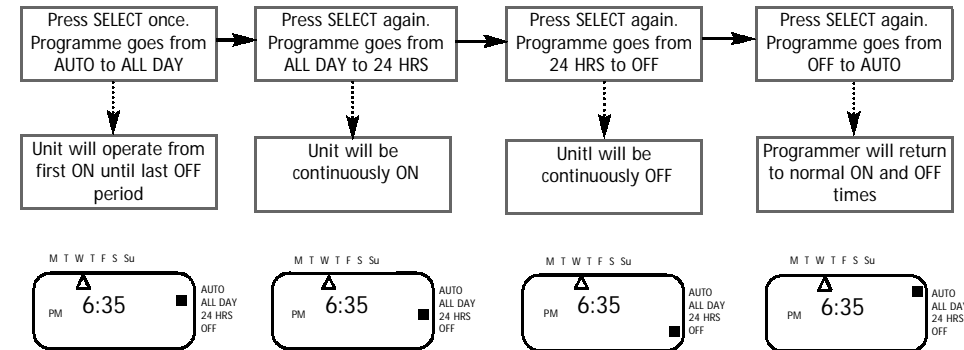 Press SELECT once.
Programme goes from
AUTO to ALL DAY
Press SELECT again.
Programme goes from
ALL DAY to 24 HRS
Press SELECT again.
Programme goes from
24 HRS to OFF
Press SELECT again.
Programme goes from
OFF to AUTO
Unit will operate from
first ON until last OFF
period
Unit will be
continuously ON
Unitl will be
continuously OFF
Programmer will return
to normal ON and OFF
times
M T W T F S Su
PM 6:35
AUTO
ALL DAY
24 HRS
OFF
M T W T F S Su
PM 6:35
AUTO
ALL DAY
24 HRS
OFF
M T W T F S Su
PM 6:35
AUTO
ALL DAY
24 HRS
OFF
M T W T F S Su
PM 6:35
AUTO
ALL DA
24 HRS
OFF